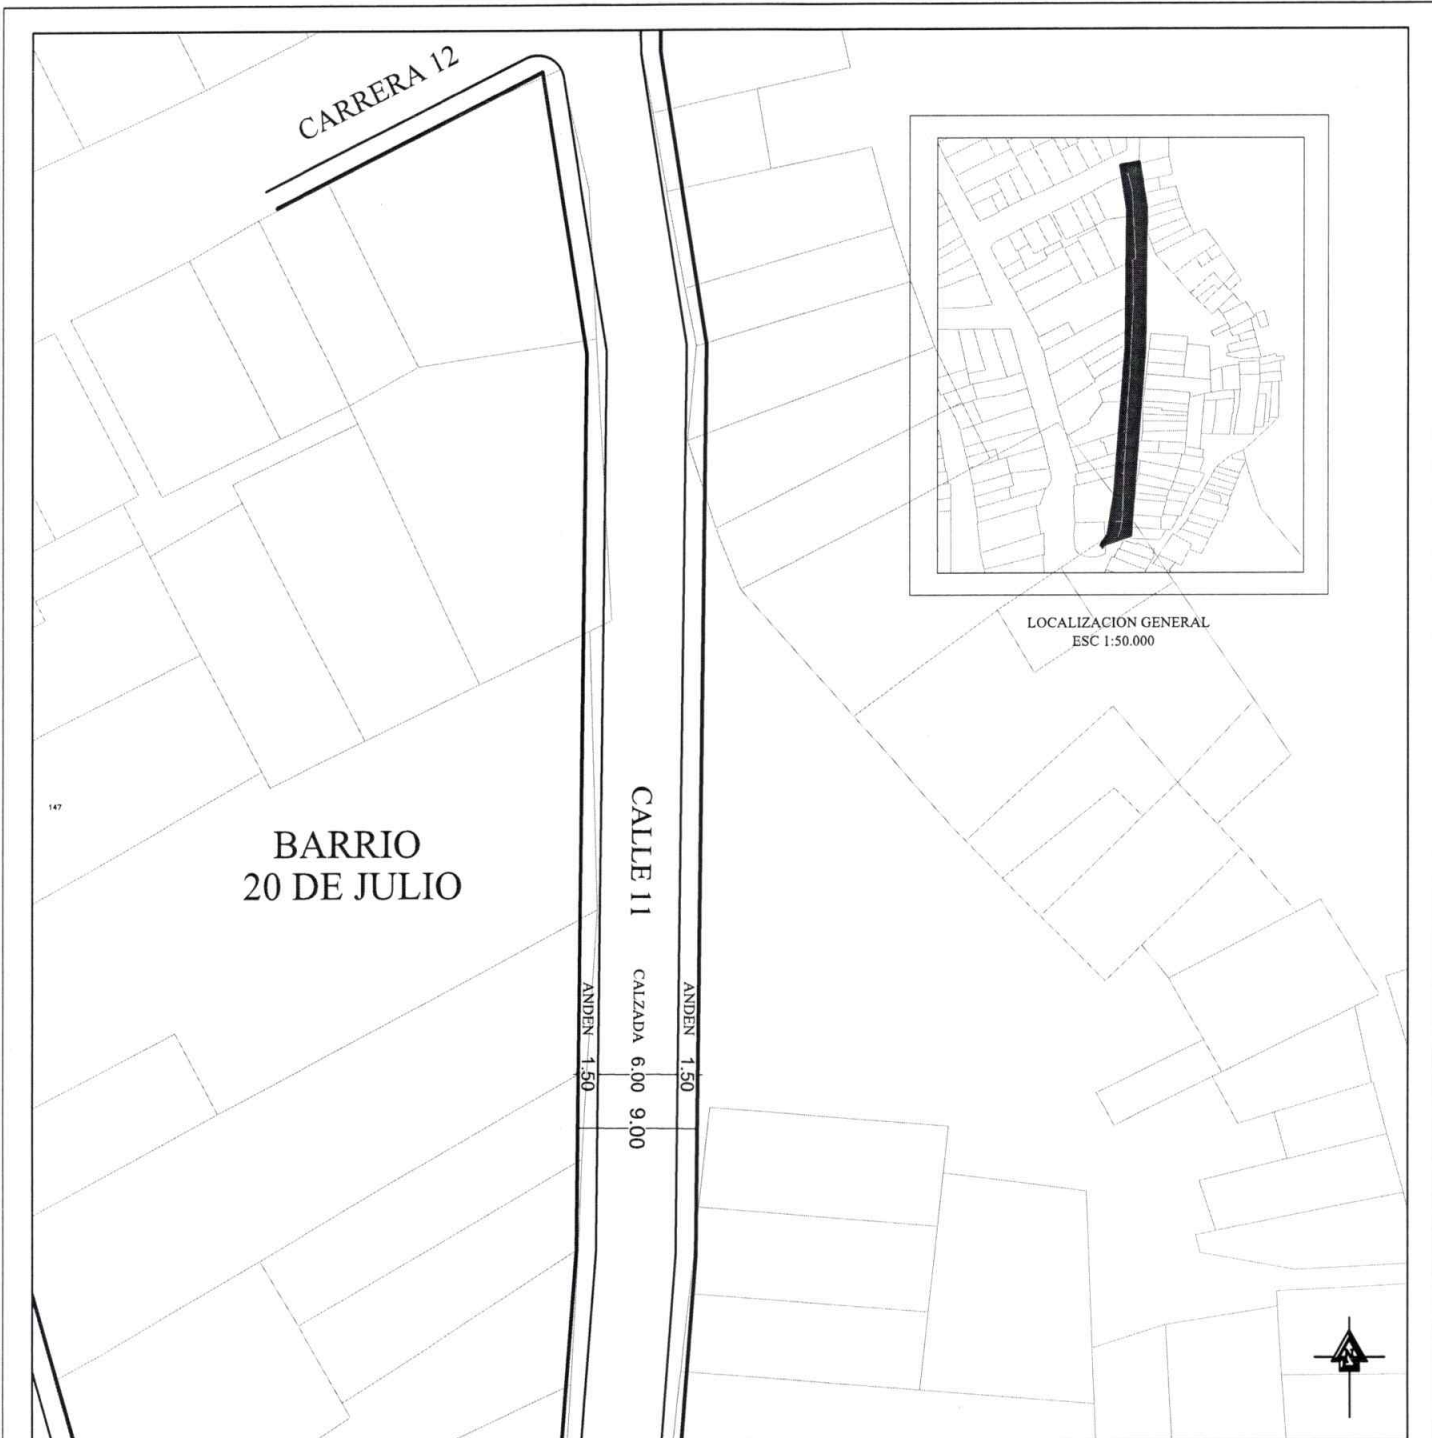 CARRERA 12
LOCALIZACION GENERAL
ESC 1:50.000
147
BARRIO
20 DE JULIO
CALLE 11
ANDEN 1.50
CALZADA 6.00 9.00
ANDEN 1.50
N